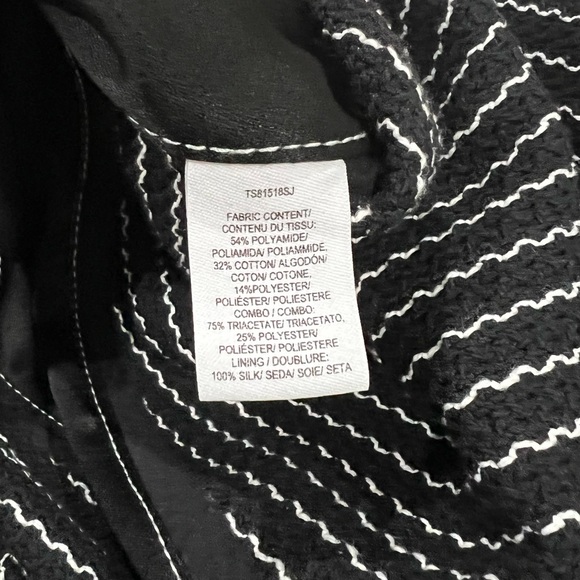 TS81518SJ
FABRIC CONTENT/
CONTENU DU TISSU:
54% POLYAMIDE/
POLIAMIDA/ POLIAMMIDE.
32% COTTON/ ALGODÓN/
COTON/ COTONE.
14%POLYESTER/
POLIÉSTER/ POLIESTERE
COMBO / COMBO:
75% TRIACETATE/ TRIACETATO.
25% POLYESTER/
POLIÉSTER/ POLIESTERE
LINING / DOUBLURE:
100% SILK/ SEDA/ SOIE/ SETA